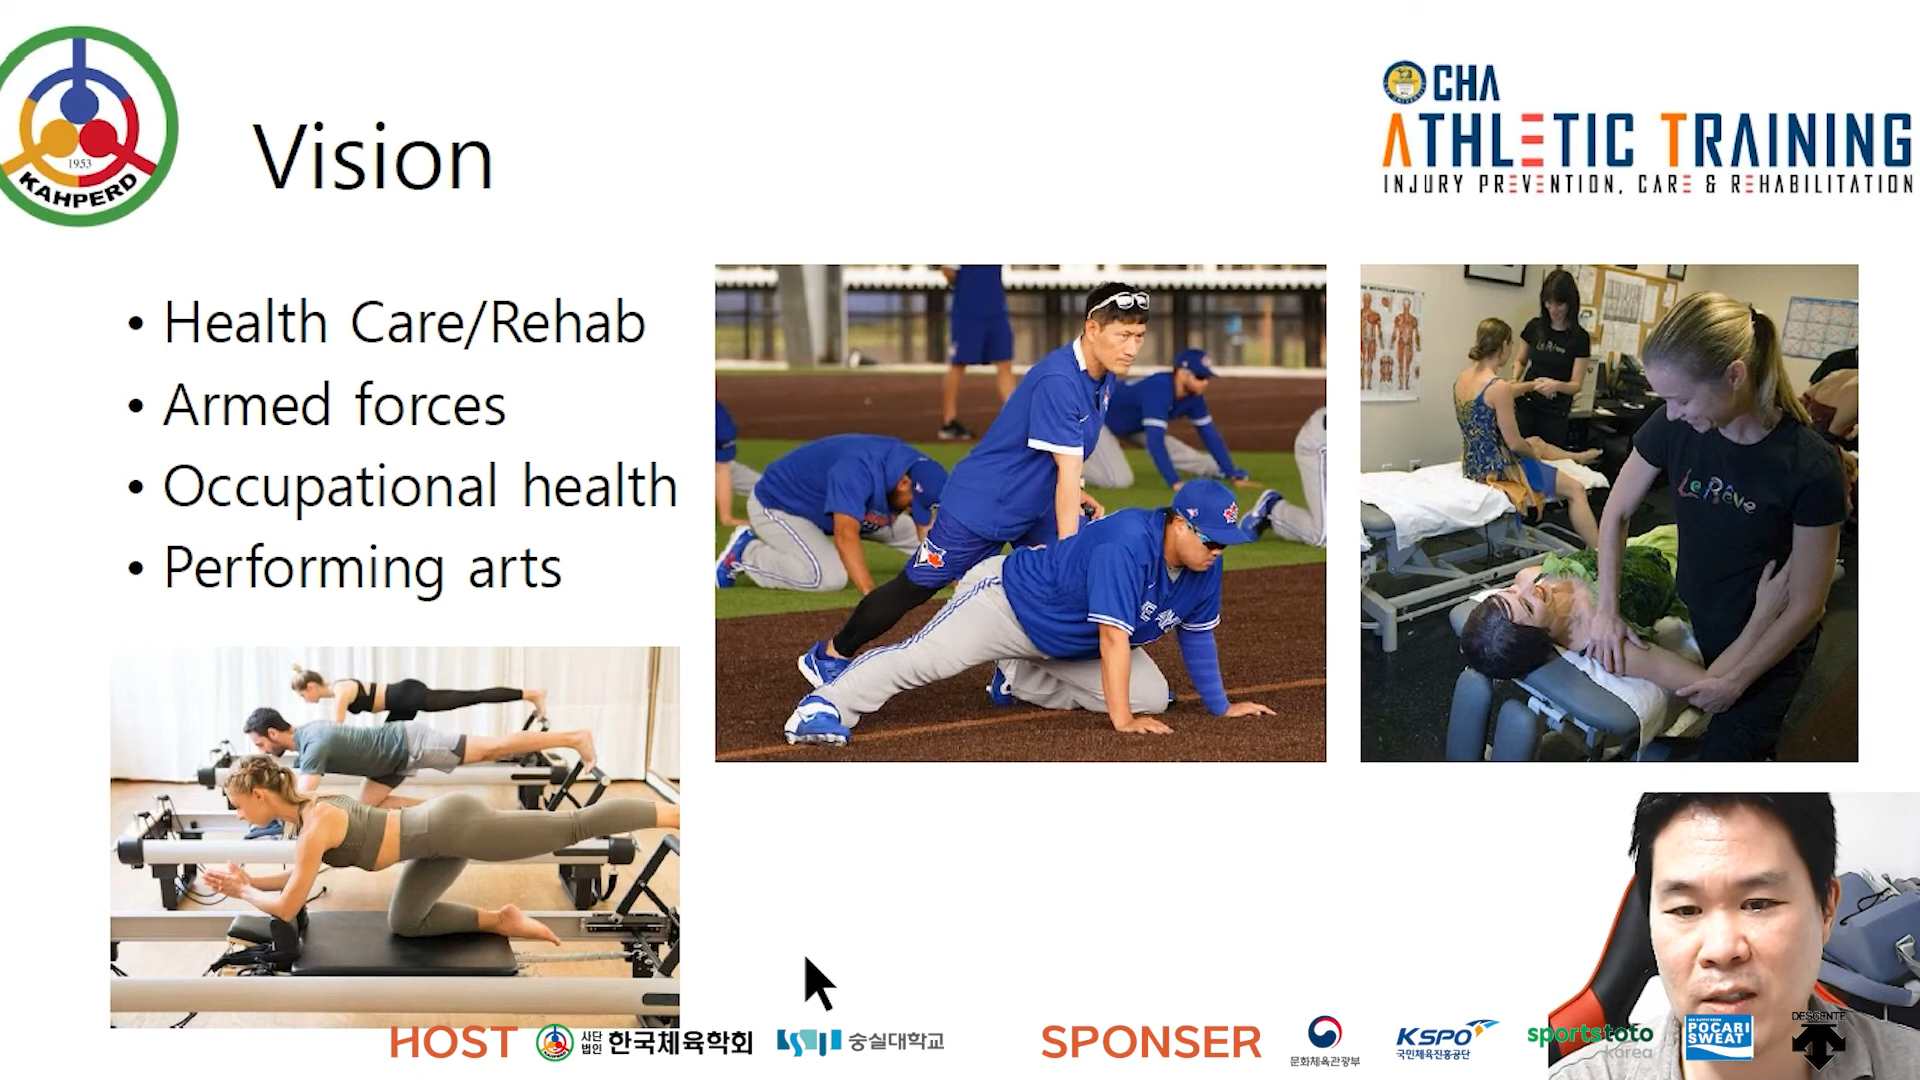 1953
KAHPERD
Vision
CHA
ATHLETIC TRAINING
INJURY PREVENTION, CARE & REHABILITATION
• Health Care/Rehab
• Armed forces
• Occupational health
• Performing arts
Le Rêve
Le Rêve
HOST
사단법인 한국체육학회
숭실대학교
SPONSER
문화체육관광부
KSPO
국민체육진흥공단
sportstoto
korea
POCARI
SWEAT
DESCENTE